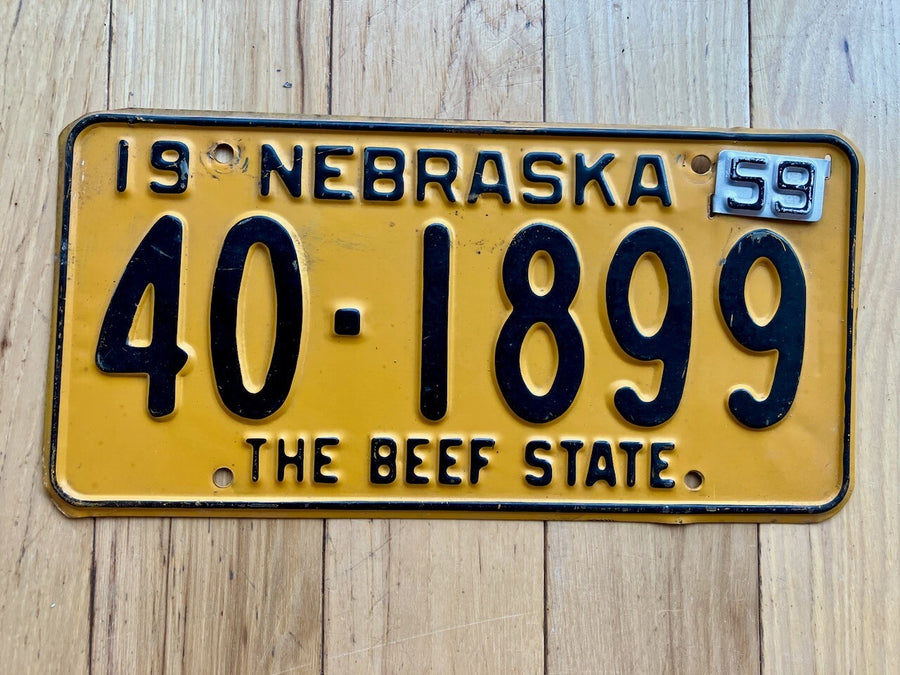 19 NEBRASKA 59
40·1899
THE BEEF STATE